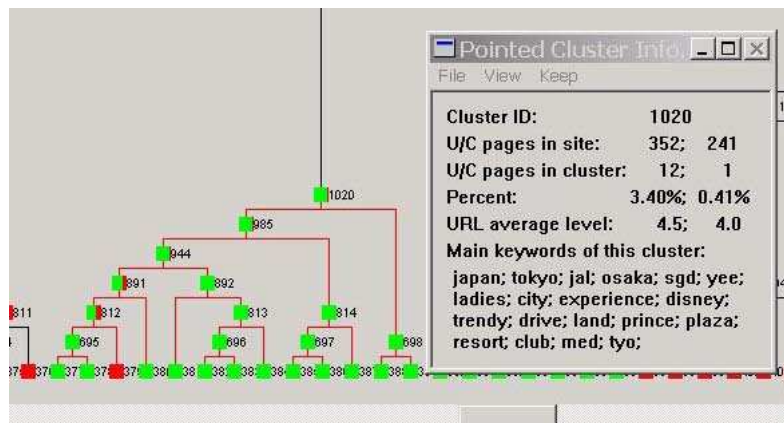 Pointed Cluster Info.
File View Keep
Cluster ID: 1020
U/C pages in site: 352; 241
U/C pages in cluster: 12; 1
Percent: 3.40%; 0.41%
URL average level: 4.5; 4.0
Main keywords of this cluster:
japan; tokyo; jal; osaka; sgd; yee;
ladies; city; experience; disney;
trendy; drive; land; prince; plaza;
resort; club; med; tyo;
1020
985
944
891 892
811 812 813 814
695 696 697 698